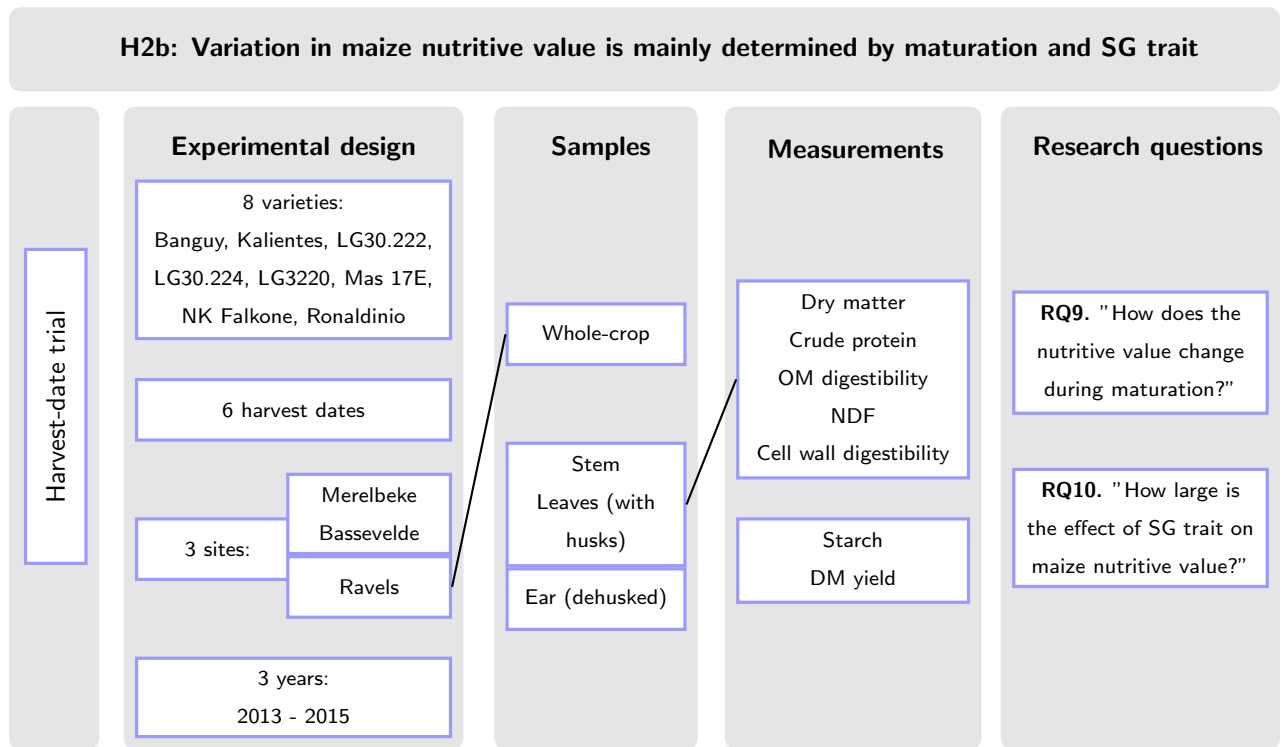 H2b: Variation in maize nutritive value is mainly determined by maturation and SG trait
Harvest-date trial
Experimental design
8 varieties:
Banguy, Kalientes, LG30.222,
LG30.224, LG3220, Mas 17E,
NK Falkone, Ronaldinio
6 harvest dates
3 sites:
Merelbeke
Bassevelde
Ravels
3 years:
2013 - 2015
Samples
Whole-crop
Stem
Leaves (with
husks)
Ear (dehusked)
Measurements
Dry matter
Crude protein
OM digestibility
NDF
Cell wall digestibility
Starch
DM yield
Research questions
RQ9. "How does the
nutritive value change
during maturation?"
RQ10. "How large is
the effect of SG trait on
maize nutritive value?"